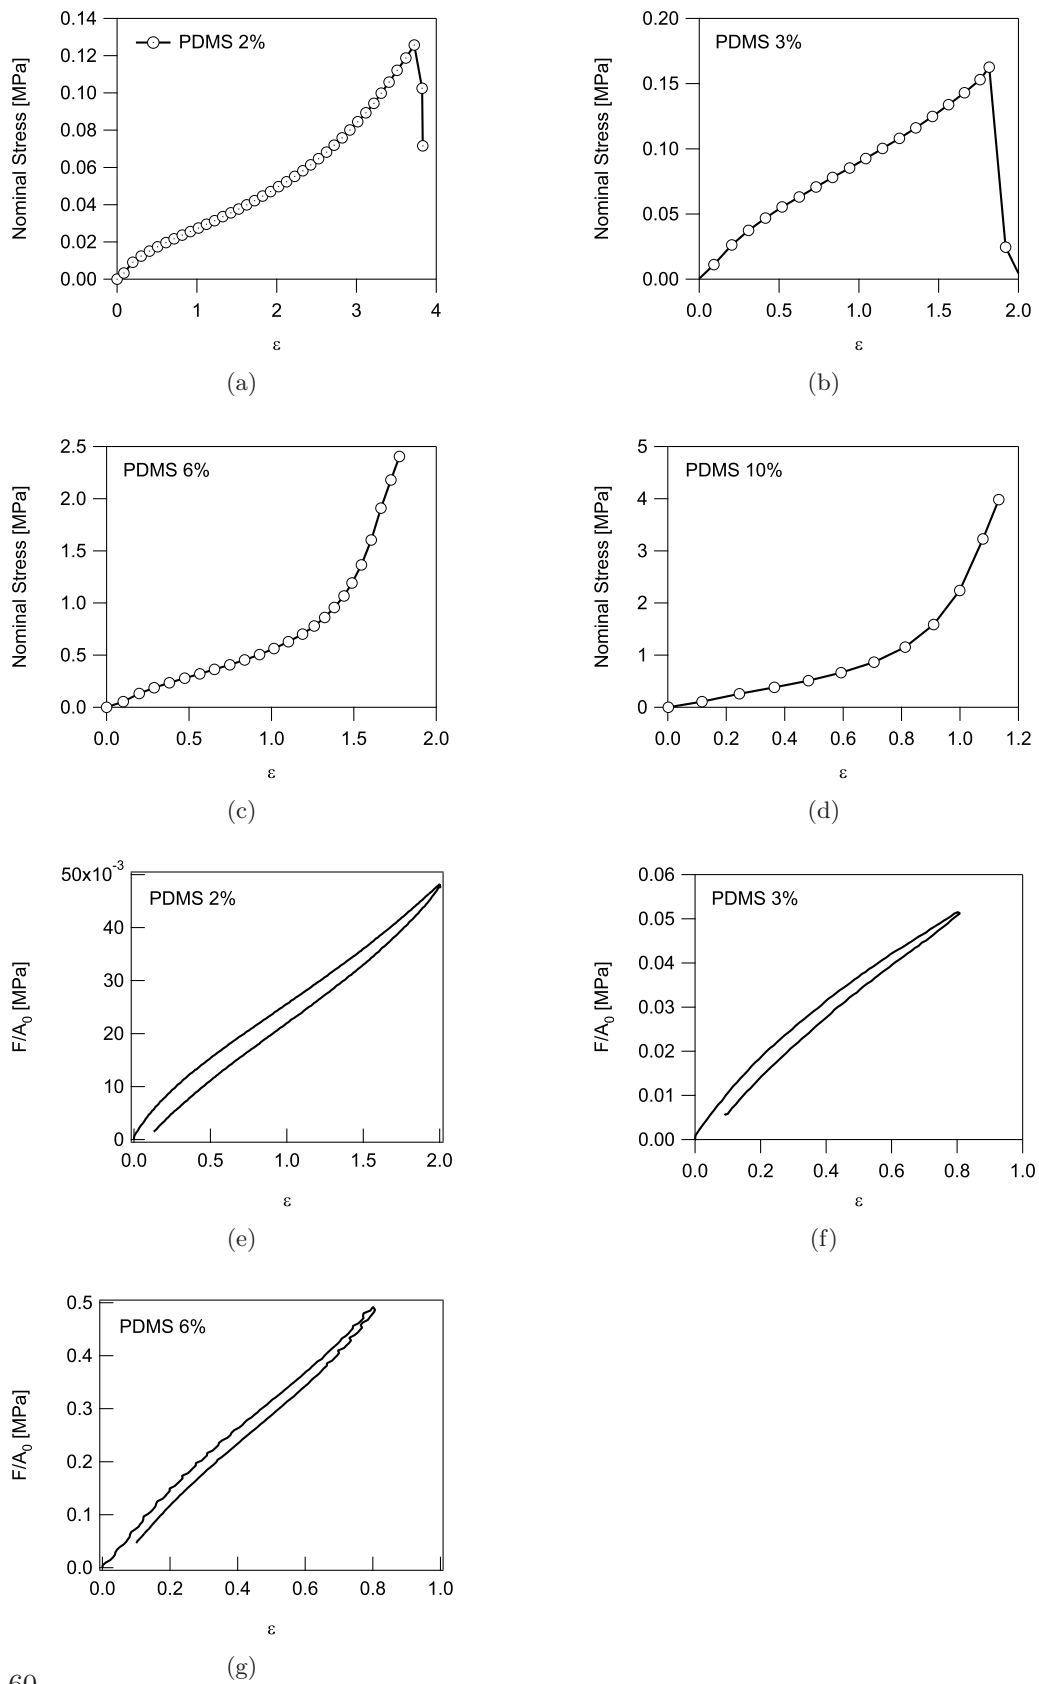 0.14
0.12
0.10
0.08
0.06
0.04
0.02
0.00
Nominal Stress [MPa]
PDMS 2%
0 1 2 3 4
ε
(a)
0.20
0.15
0.10
0.05
0.00
Nominal Stress [MPa]
PDMS 3%
0.0 0.5 1.0 1.5 2.0
ε
(b)
2.5
2.0
1.5
1.0
0.5
0.0
Nominal Stress [MPa]
PDMS 6%
0.0 0.5 1.0 1.5 2.0
ε
(c)
5
4
3
2
1
0
Nominal Stress [MPa]
PDMS 10%
0.0 0.2 0.4 0.6 0.8 1.0 1.2
ε
(d)
50x10⁻³
40
30
20
10
0
F/A₀ [MPa]
PDMS 2%
0.0 0.5 1.0 1.5 2.0
ε
(e)
0.06
0.05
0.04
0.03
0.02
0.01
0.00
F/A₀ [MPa]
PDMS 3%
0.0 0.2 0.4 0.6 0.8 1.0
ε
(f)
0.5
0.4
0.3
0.2
0.1
0.0
F/A₀ [MPa]
PDMS 6%
0.0 0.2 0.4 0.6 0.8 1.0
ε
(g)
60